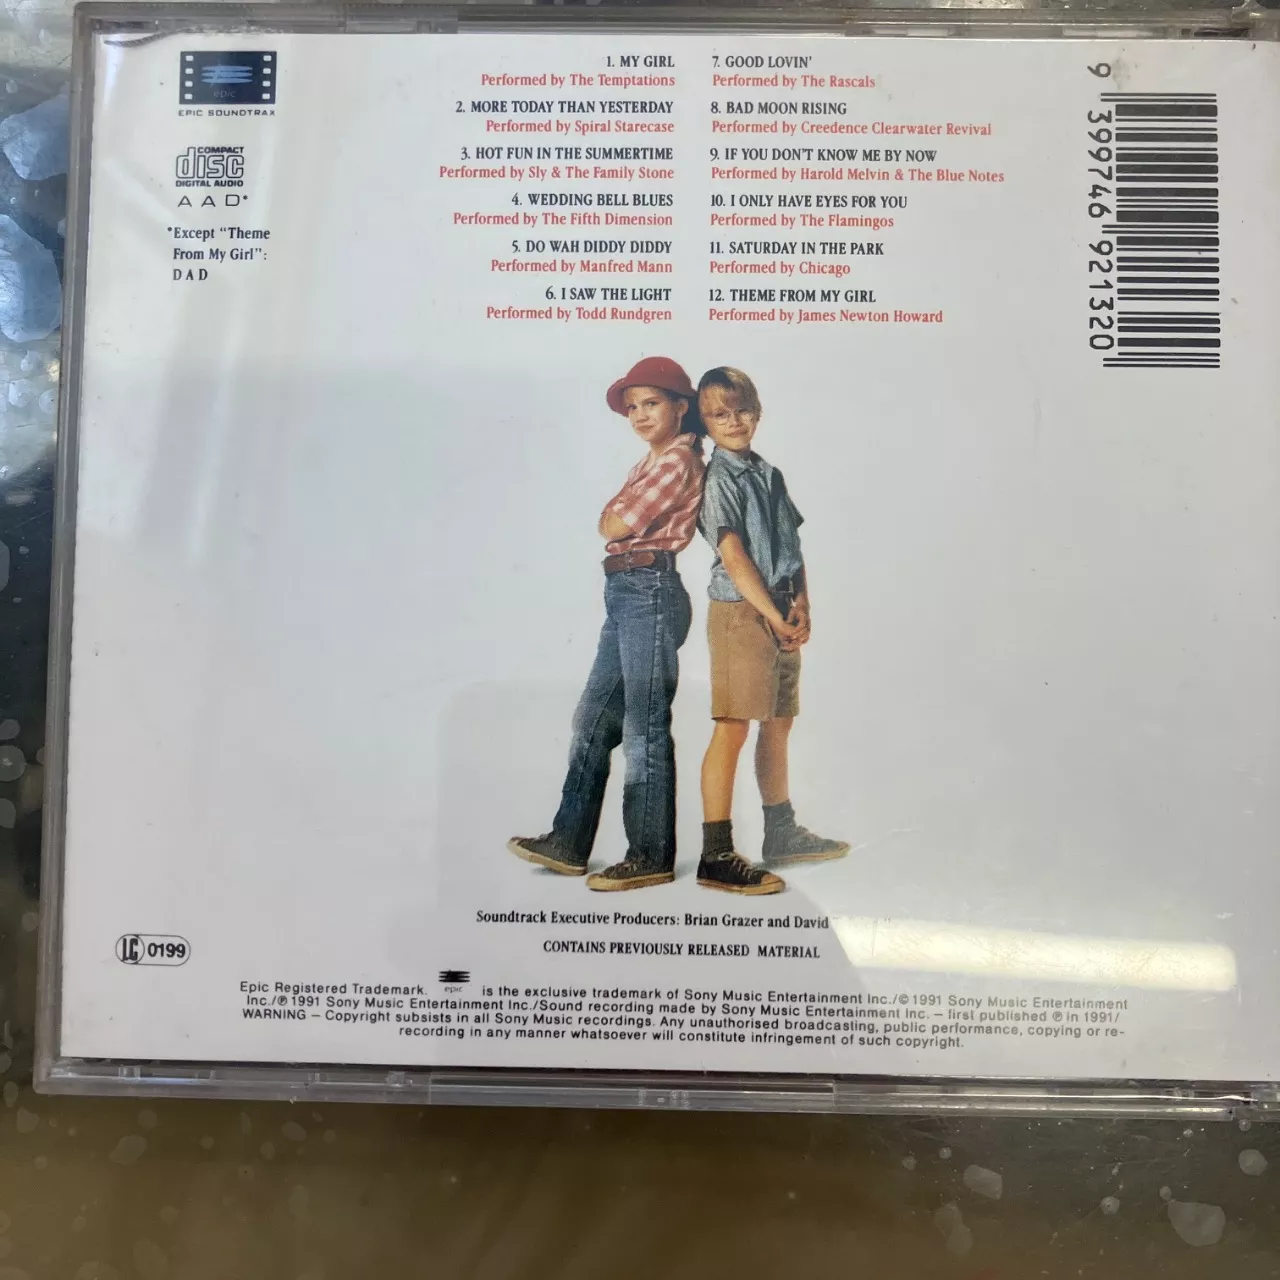 epic
EPIC SOUNDTRAX
COMPACT
disc
DIGITAL AUDIO
AAD*
*Except "Theme
From My Girl":
DAD
1. MY GIRL
Performed by The Temptations
2. MORE TODAY THAN YESTERDAY
Performed by Spiral Starecase
3. HOT FUN IN THE SUMMERTIME
Performed by Sly & The Family Stone
4. WEDDING BELL BLUES
Performed by The Fifth Dimension
5. DO WAH DIDDY DIDDY
Performed by Manfred Mann
6. I SAW THE LIGHT
Performed by Todd Rundgren
7. GOOD LOVIN'
Performed by The Rascals
8. BAD MOON RISING
Performed by Creedence Clearwater Revival
9. IF YOU DON'T KNOW ME BY NOW
Performed by Harold Melvin & The Blue Notes
10. I ONLY HAVE EYES FOR YOU
Performed by The Flamingos
11. SATURDAY IN THE PARK
Performed by Chicago
12. THEME FROM MY GIRL
Performed by James Newton Howard
9 399746 921320
Soundtrack Executive Producers: Brian Grazer and David
CONTAINS PREVIOUSLY RELEASED MATERIAL
LC 0199
Epic Registered Trademark. epic is the exclusive trademark of Sony Music Entertainment Inc./© 1991 Sony Music Entertainment
Inc./℗ 1991 Sony Music Entertainment Inc./Sound recording made by Sony Music Entertainment Inc. – first published ℗ in 1991/
WARNING – Copyright subsists in all Sony Music recordings. Any unauthorised broadcasting, public performance, copying or re-
recording in any manner whatsoever will constitute infringement of such copyright.